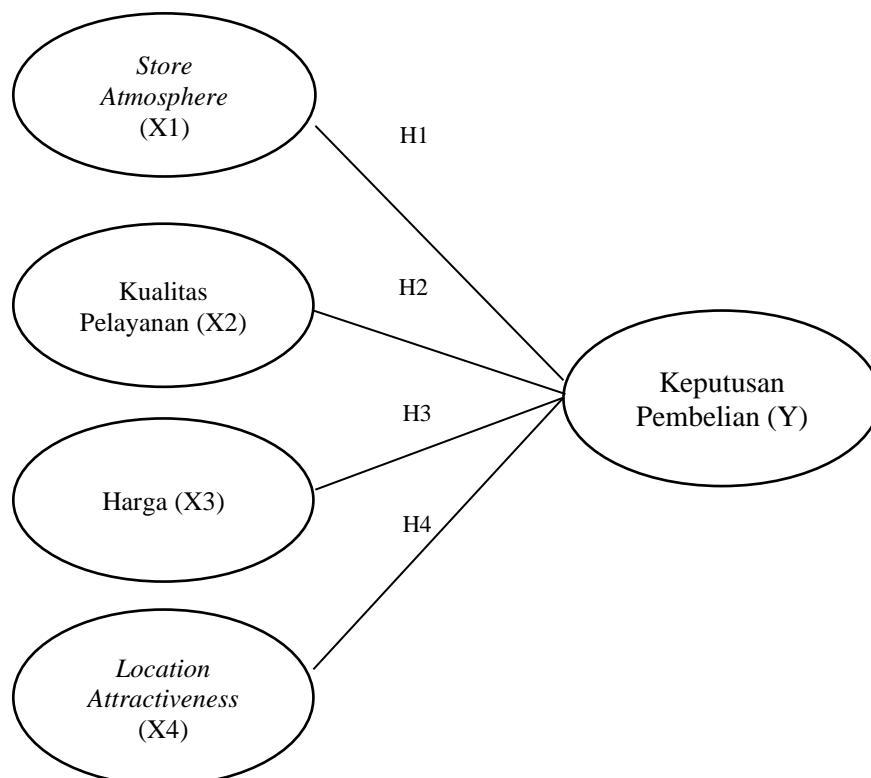 Store
Atmosphere
(X1)
H1
Kualitas
Pelayanan (X2)
H2
Harga (X3)
H3
Location
Attractiveness
(X4)
H4
Keputusan
Pembelian (Y)